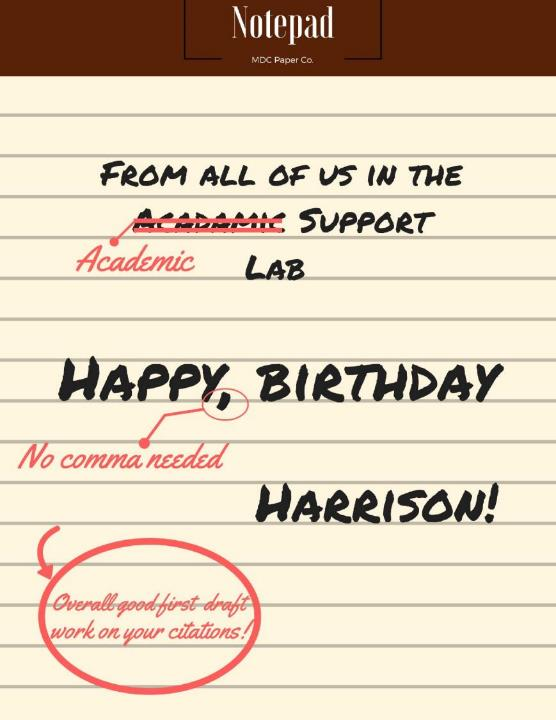 Notepad
MDC Paper Co.
FROM ALL OF US IN THE
ACADAMIC SUPPORT
Academic
LAB
HAPPY, BIRTHDAY
No comma needed
HARRISON!
Overall good first draft
work on your citations!